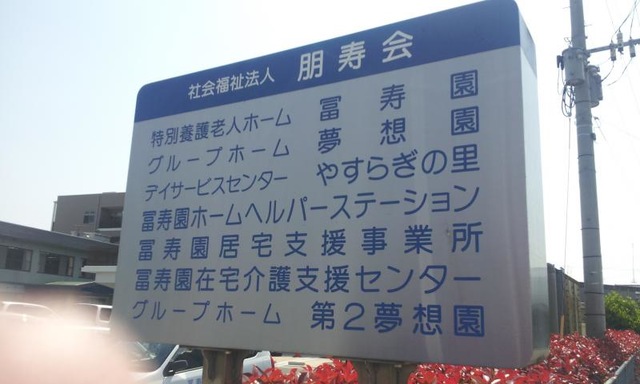 社会福祉法人 朋寿会
特別養護老人ホーム 冨寿園
グループホーム 夢想園
デイサービスセンター やすらぎの里
冨寿園ホームヘルパーステーション
冨寿園居宅支援事業所
冨寿園在宅介護支援センター
グループホーム 第2夢想園